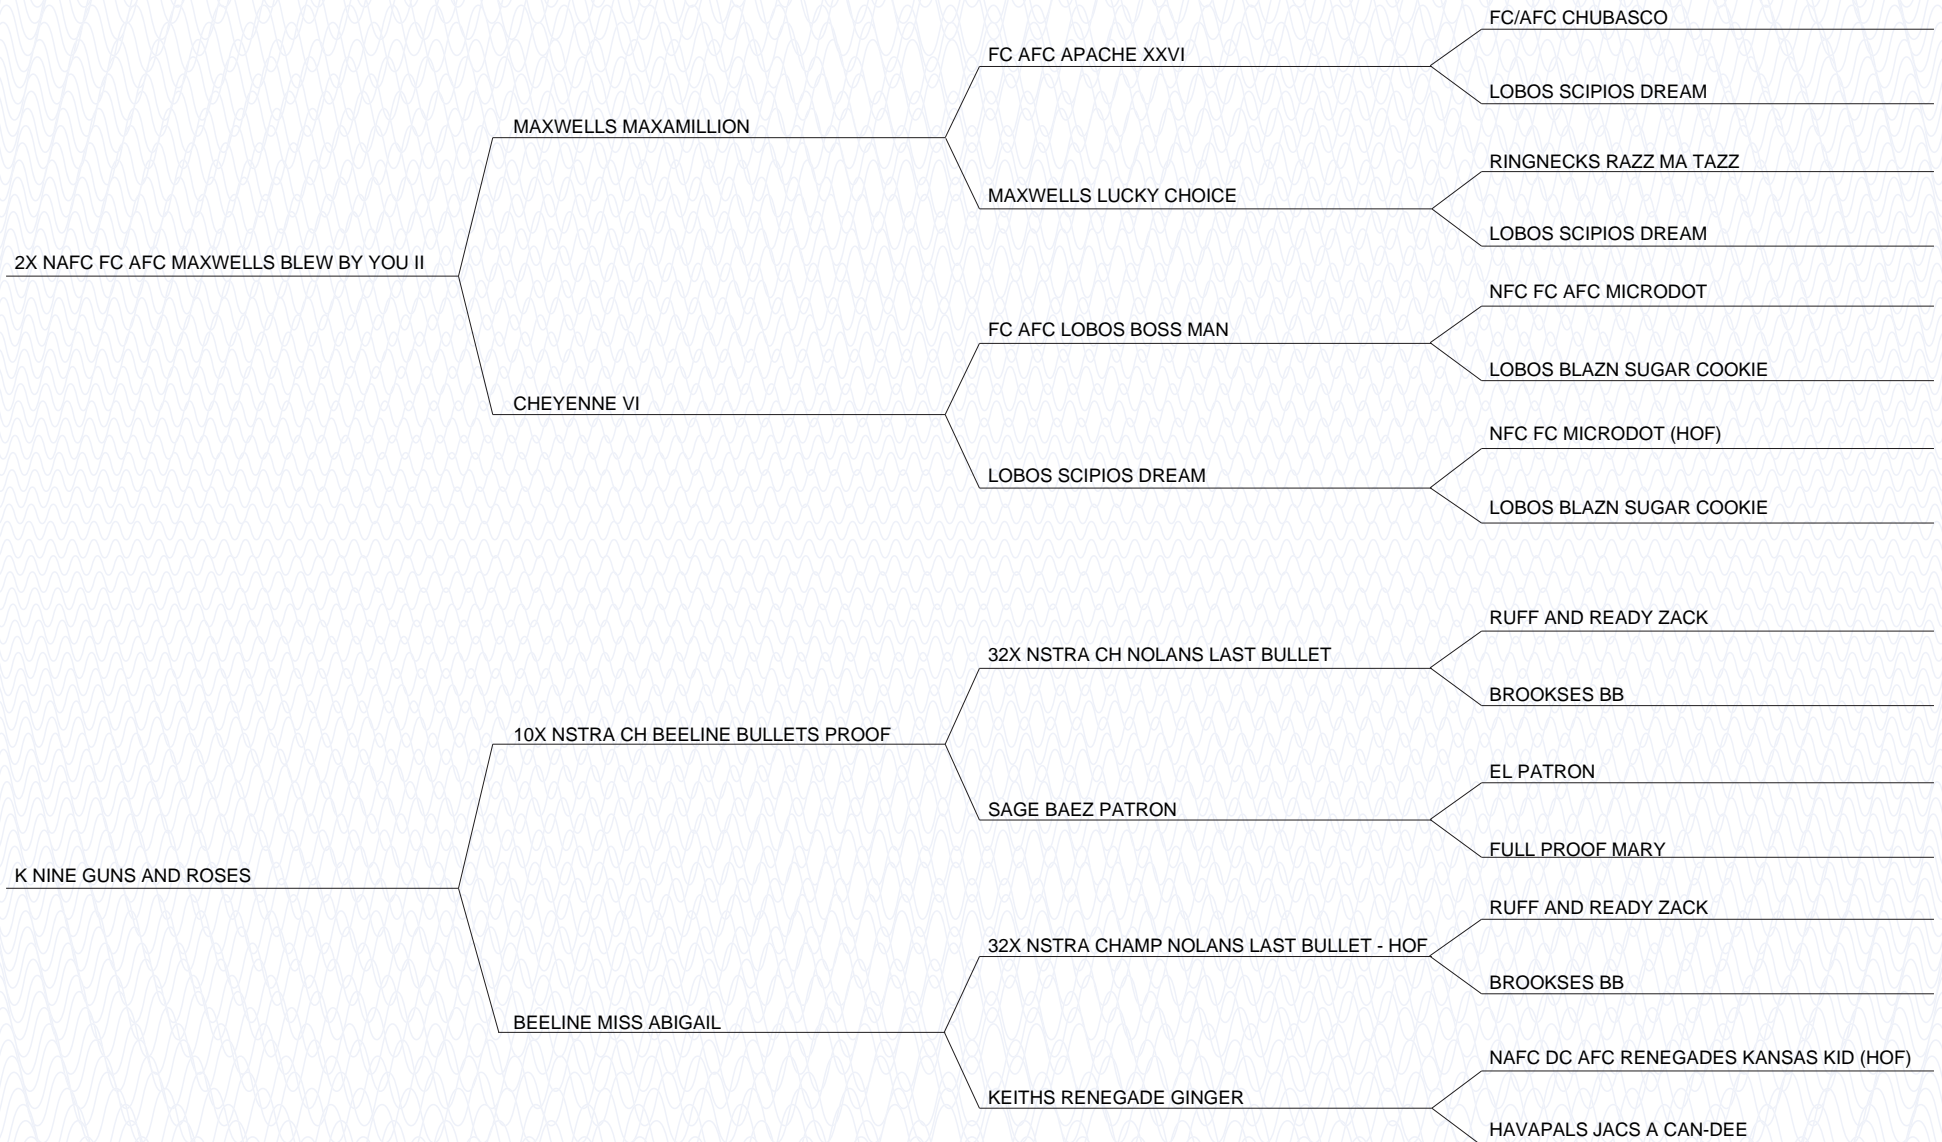 FC/AFC CHUBASCO
FC AFC APACHE XXVI
LOBOS SCIPIOS DREAM
MAXWELLS MAXAMILLION
RINGNECKS RAZZ MA TAZZ
MAXWELLS LUCKY CHOICE
LOBOS SCIPIOS DREAM
2X NAFC FC AFC MAXWELLS BLEW BY YOU II
NFC FC AFC MICRODOT
FC AFC LOBOS BOSS MAN
LOBOS BLAZN SUGAR COOKIE
CHEYENNE VI
NFC FC MICRODOT (HOF)
LOBOS SCIPIOS DREAM
LOBOS BLAZN SUGAR COOKIE
RUFF AND READY ZACK
32X NSTRA CH NOLANS LAST BULLET
BROOKSES BB
10X NSTRA CH BEELINE BULLETS PROOF
EL PATRON
SAGE BAEZ PATRON
FULL PROOF MARY
K NINE GUNS AND ROSES
RUFF AND READY ZACK
32X NSTRA CHAMP NOLANS LAST BULLET - HOF
BROOKSES BB
BEELINE MISS ABIGAIL
NAFC DC AFC RENEGADES KANSAS KID (HOF)
KEITHS RENEGADE GINGER
HAVAPALS JACS A CAN-DEE